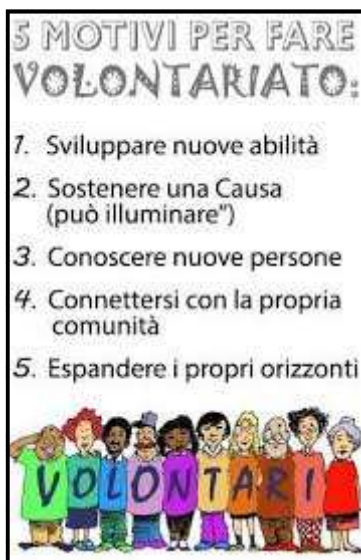 5 MOTIVI PER FARE
VOLONTARIATO:
1. Sviluppare nuove abilità
2. Sostenere una Causa
(può illuminare")
3. Conoscere nuove persone
4. Connettersi con la propria
comunità
5. Espandere i propri orizzonti
VOLONTARI